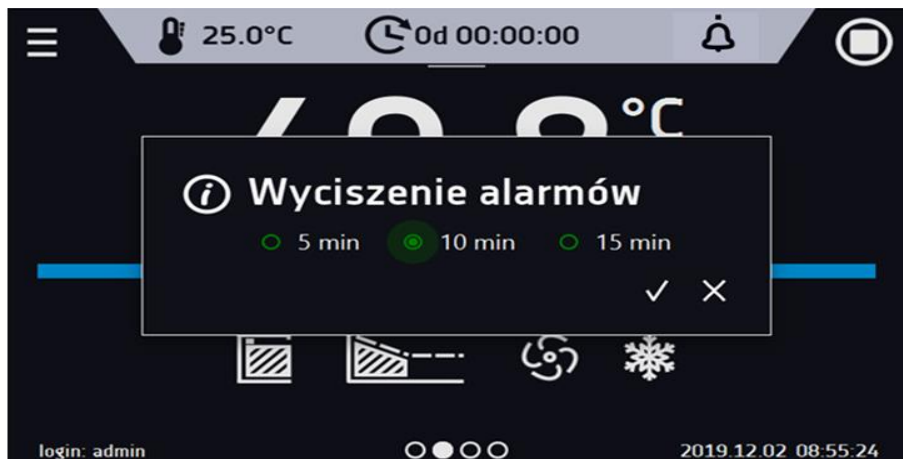 25.0°C 0d 00:00:00
°C
Wyciszenie alarmów
5 min 10 min 15 min
login: admin 2019.12.02 08:55:24